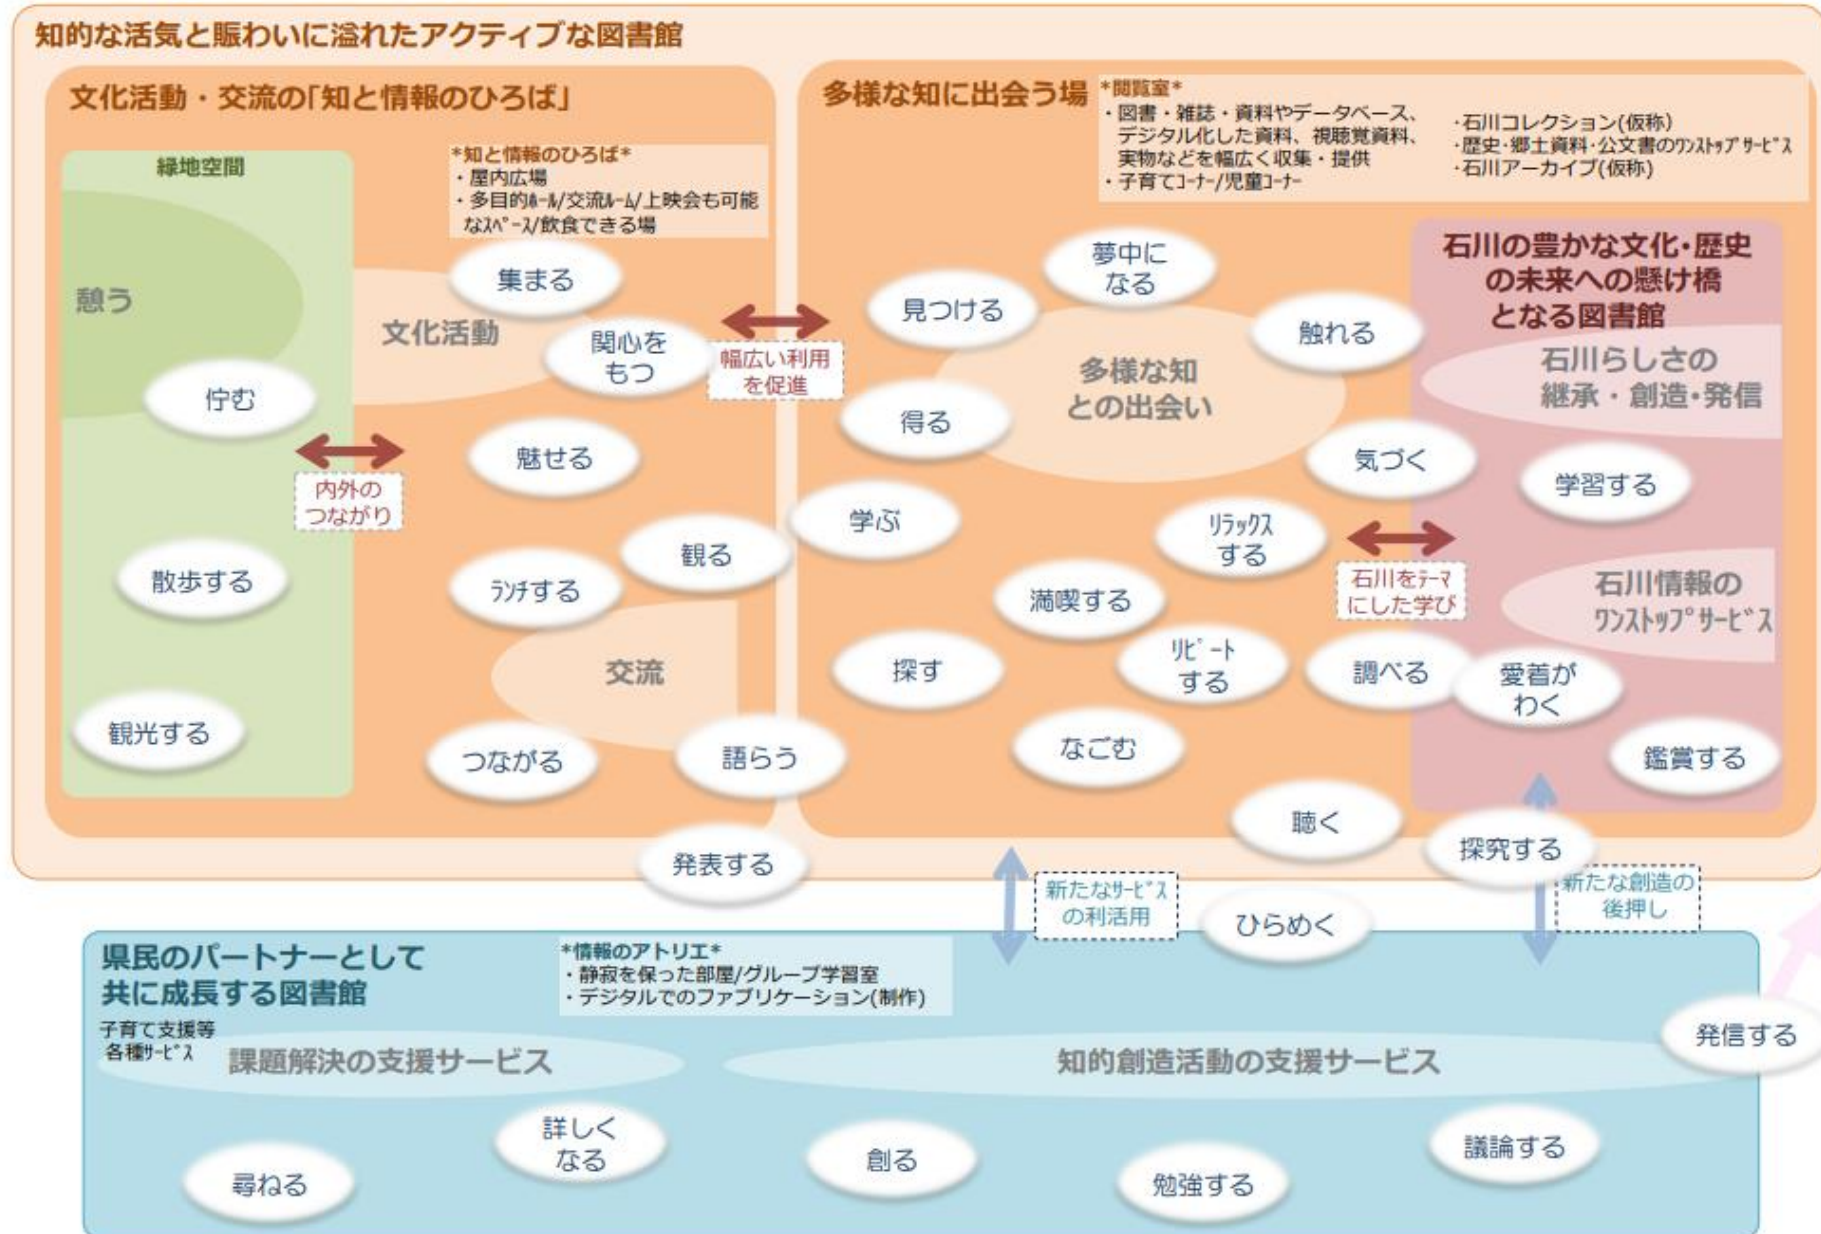 知的な活気と賑わいに溢れたアクティブな図書館
文化活動・交流の｢知と情報のひろば｣
緑地空間
*知と情報のひろば*
・屋内広場
・多目的ﾎｰﾙ/交流ﾙｰﾑ/上映会も可能
なｽﾍﾟｰｽ/飲食できる場
憩う
文化活動
集まる
関心を
もつ
佇む
魅せる
内外の
つながり
観る
散歩する
ﾗﾝﾁする
交流
観光する
つながる
語らう
発表する
幅広い利用
を促進
多様な知に出会う場
*閲覧室*
・図書・雑誌・資料やデータベース、
デジタル化した資料、視聴覚資料、
実物などを幅広く収集・提供
・子育てｺｰﾅｰ/児童ｺｰﾅｰ
・石川コレクション(仮称)
・歴史・郷土資料・公文書のﾜﾝｽﾄｯﾌﾟｻｰﾋﾞｽ
・石川アーカイブ(仮称)
夢中に
なる
見つける
触れる
多様な知
との出会い
得る
気づく
学ぶ
ﾘﾗｯｸｽ
する
満喫する
石川をﾃｰﾏ
にした学び
探す
ﾘﾋﾟｰﾄ
する
調べる
なごむ
聴く
石川の豊かな文化・歴史
の未来への懸け橋
となる図書館
石川らしさの
継承・創造・発信
学習する
石川情報の
ﾜﾝｽﾄｯﾌﾟｻｰﾋﾞｽ
愛着が
わく
鑑賞する
探究する
新たなｻｰﾋﾞｽ
の利活用
ひらめく
新たな創造の
後押し
県民のパートナーとして
共に成長する図書館
*情報のアトリエ*
・静寂を保った部屋/グループ学習室
・デジタルでのファブリケーション(制作)
子育て支援等
各種ｻｰﾋﾞｽ
課題解決の支援サービス
知的創造活動の支援サービス
発信する
詳しく
なる
尋ねる
創る
勉強する
議論する